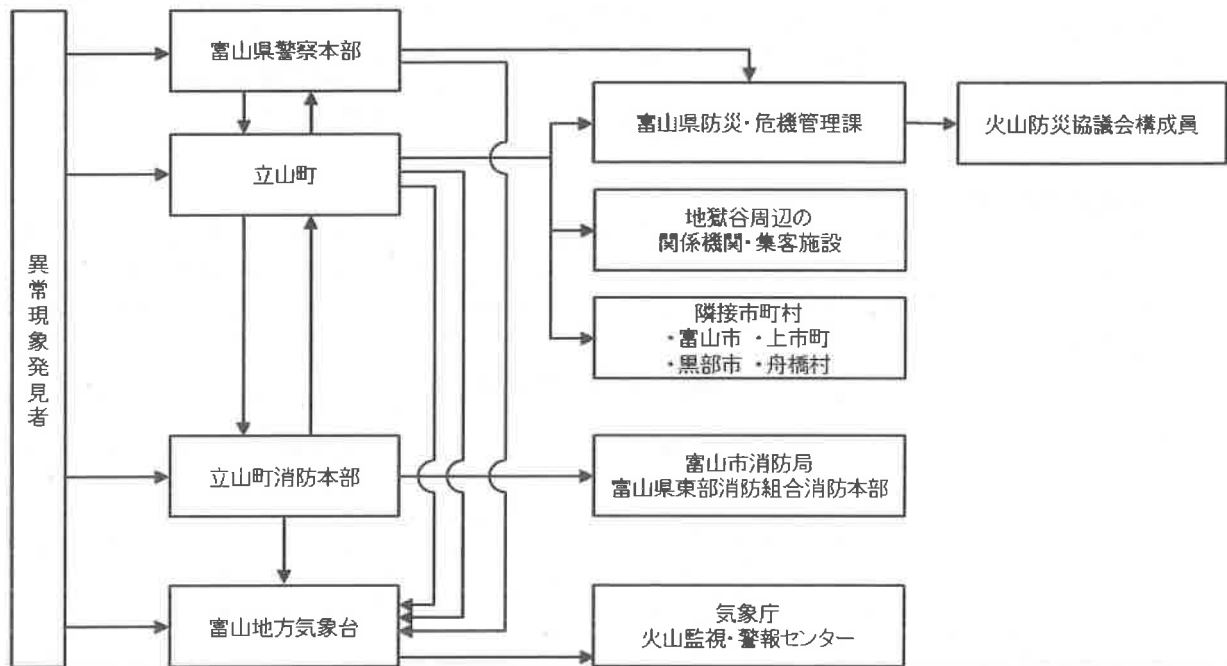 異常現象発見者
富山県警察本部
立山町
立山町消防本部
富山地方気象台
富山県防災・危機管理課
火山防災協議会構成員
地獄谷周辺の
関係機関・集客施設
隣接市町村
・富山市 ・上市町
・黒部市 ・舟橋村
富山市消防局
富山県東部消防組合消防本部
気象庁
火山監視・警報センター